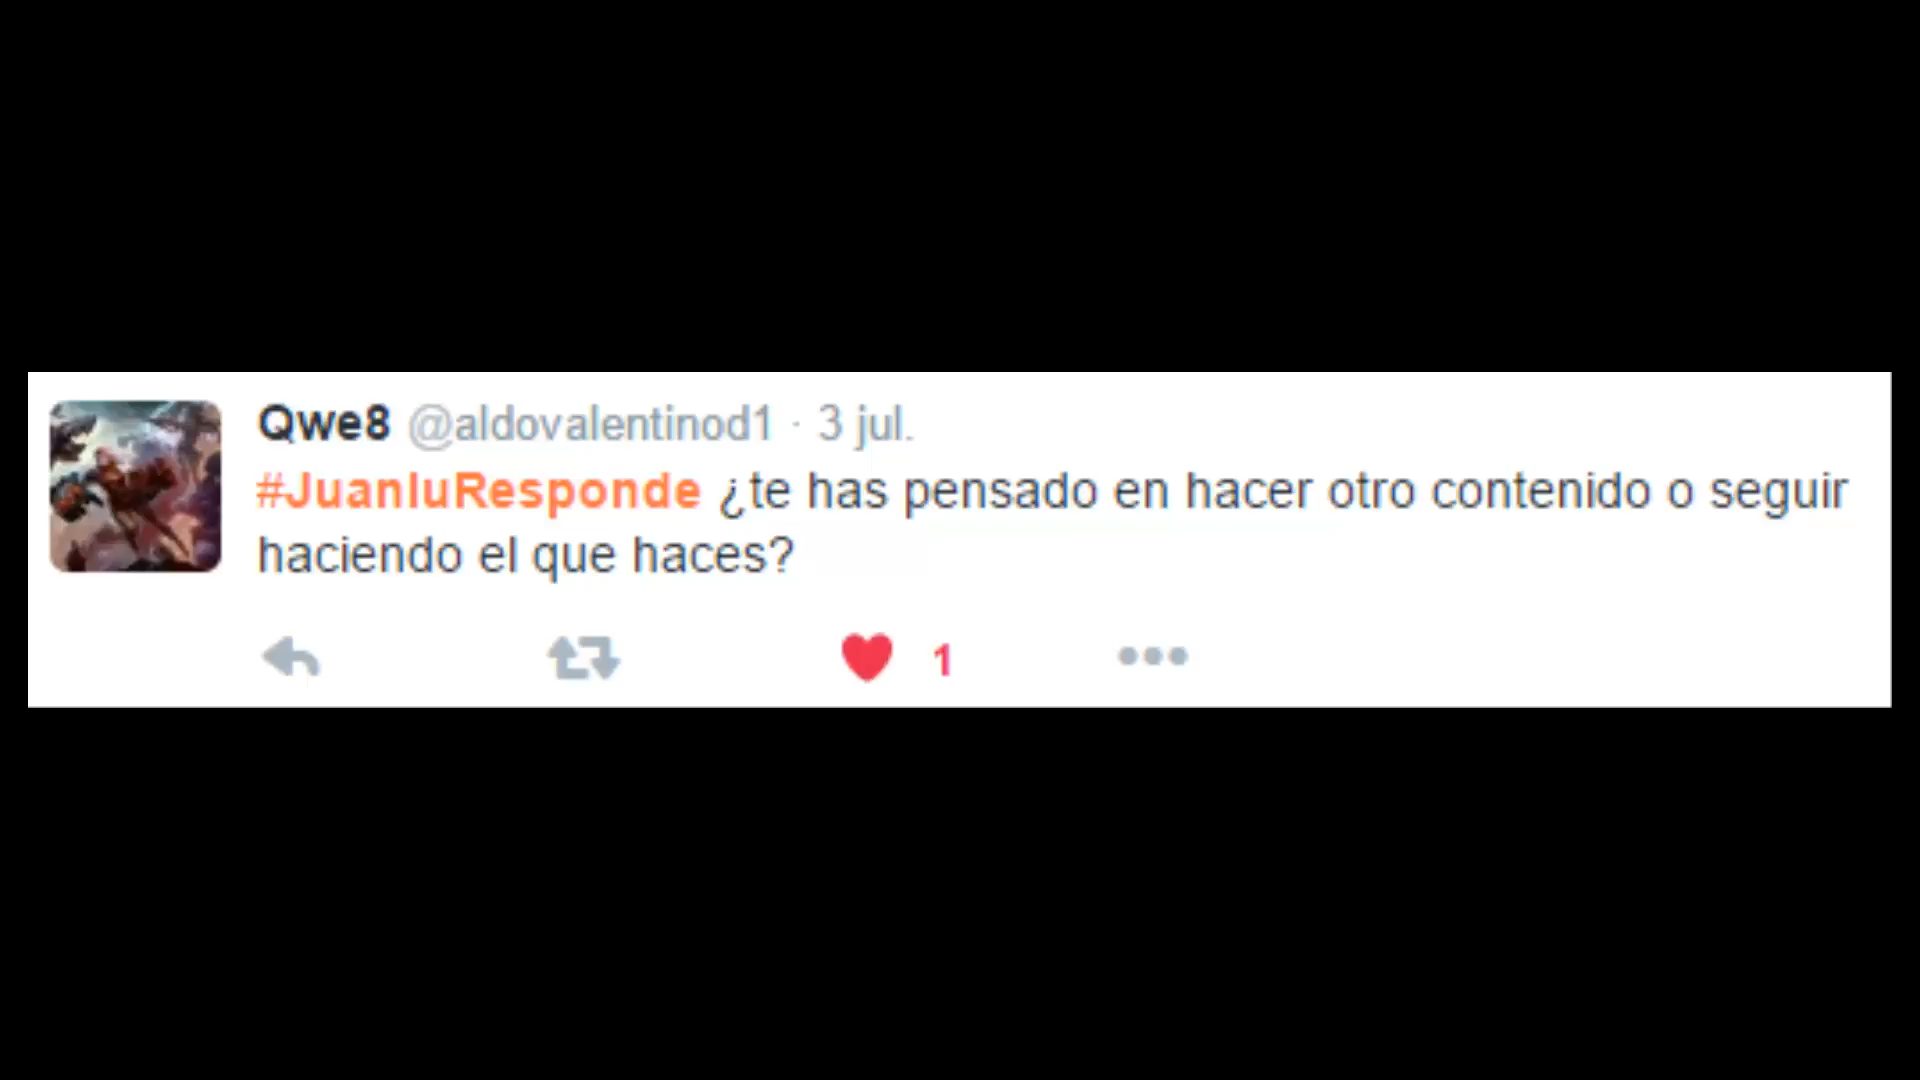 Qwe8 @aldovalentinod1 · 3 jul.
#JuanluResponde ¿te has pensado en hacer otro contenido o seguir
haciendo el que haces?
1